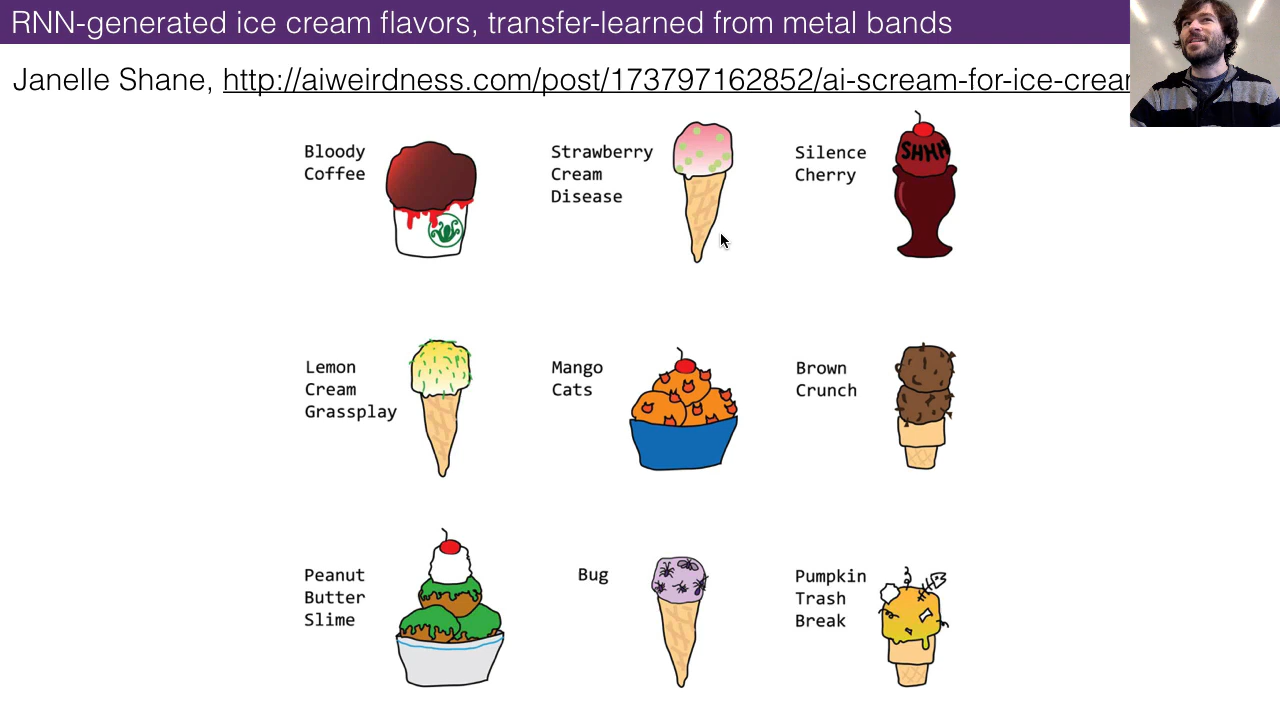 RNN-generated ice cream flavors, transfer-learned from metal bands
Janelle Shane, http://aiweirdness.com/post/173797162852/ai-scream-for-ice-crear
Bloody
Coffee
Strawberry
Cream
Disease
Silence
Cherry
SHHH
Lemon
Cream
Grassplay
Mango
Cats
Brown
Crunch
Peanut
Butter
Slime
Bug
Pumpkin
Trash
Break